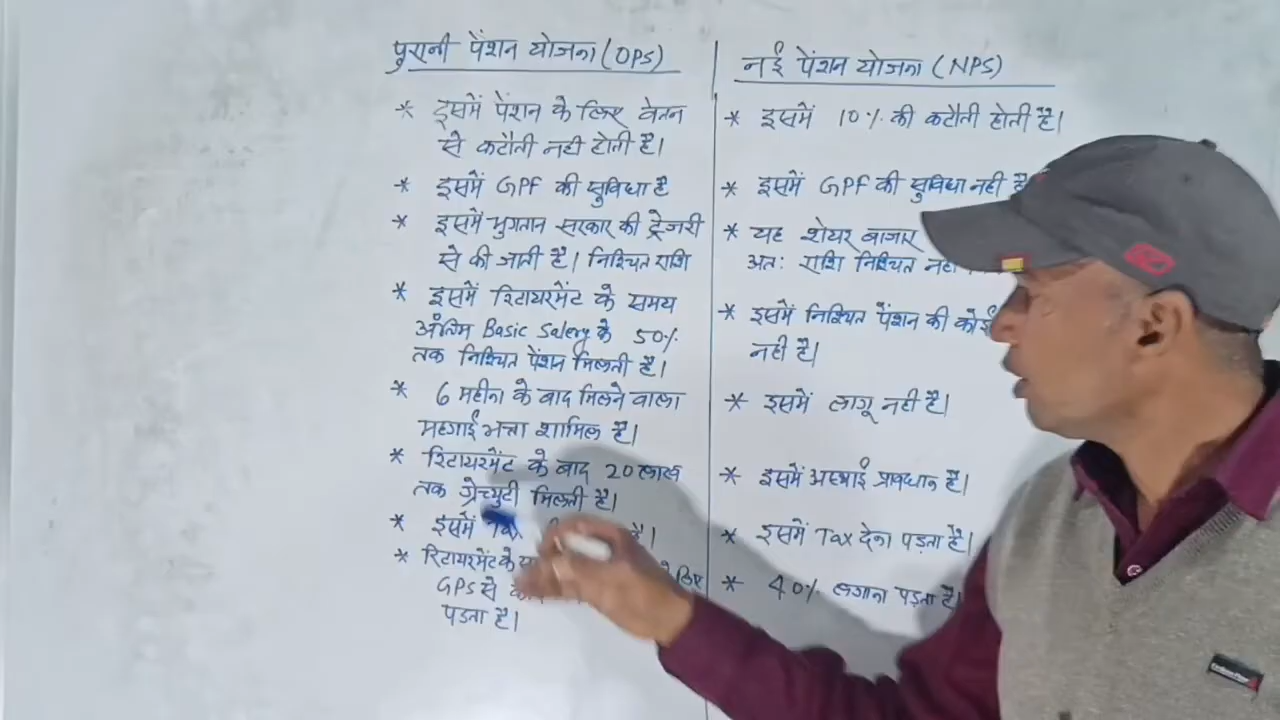 पुरानी पेंशन योजना (OPS)
* इसमें पेंशन के लिए वेतन
से कटौती नही होती है।
* इसमें GPF की सुविधा है
* इसमें भुगतान सरकार की ट्रेजरी
से की जाती है। निश्चित राशि
* इसमें रिटायरमेंट के समय
अंतिम Basic Salery के 50%
तक निश्चित पेंशन मिलती है।
* 6 महीना के बाद मिलने वाला
महगाई भत्ता शामिल है।
* रिटायरमेंट के बाद 20 लाख
तक ग्रेच्युटी मिलती है।
* इसमें Tax है।
* रिटायरमेंट के
GPS से
पड़ता है।
नई पेंशन योजना (NPS)
* इसमें 10% की कटौती होती है।
* इसमें GPF की सुविधा नही है
* यह शेयर बाजार
अतः राशि निश्चित नही
* इसमें निश्चित पेंशन की कोई
नही है।
* इसमें लागू नही है।
* इसमें अस्थाई प्रावधान है।
* इसमें Tax देना पड़ता है।
* 40% लगाना पड़ता है।